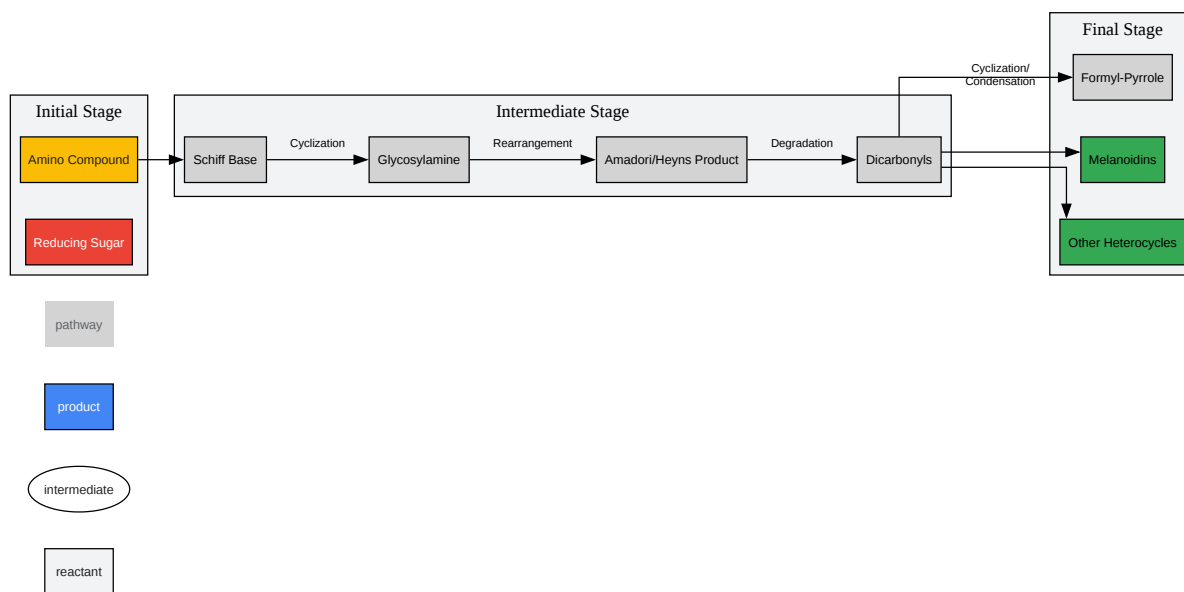 Initial Stage
Amino Compound
Reducing Sugar
Intermediate Stage
Schiff Base
Cyclization
Glycosylamine
Rearrangement
Amadori/Heyns Product
Degradation
Dicarbonyls
Cyclization/
Condensation
Final Stage
Formyl-Pyrrole
Melanoidins
Other Heterocycles
pathway
product
intermediate
reactant